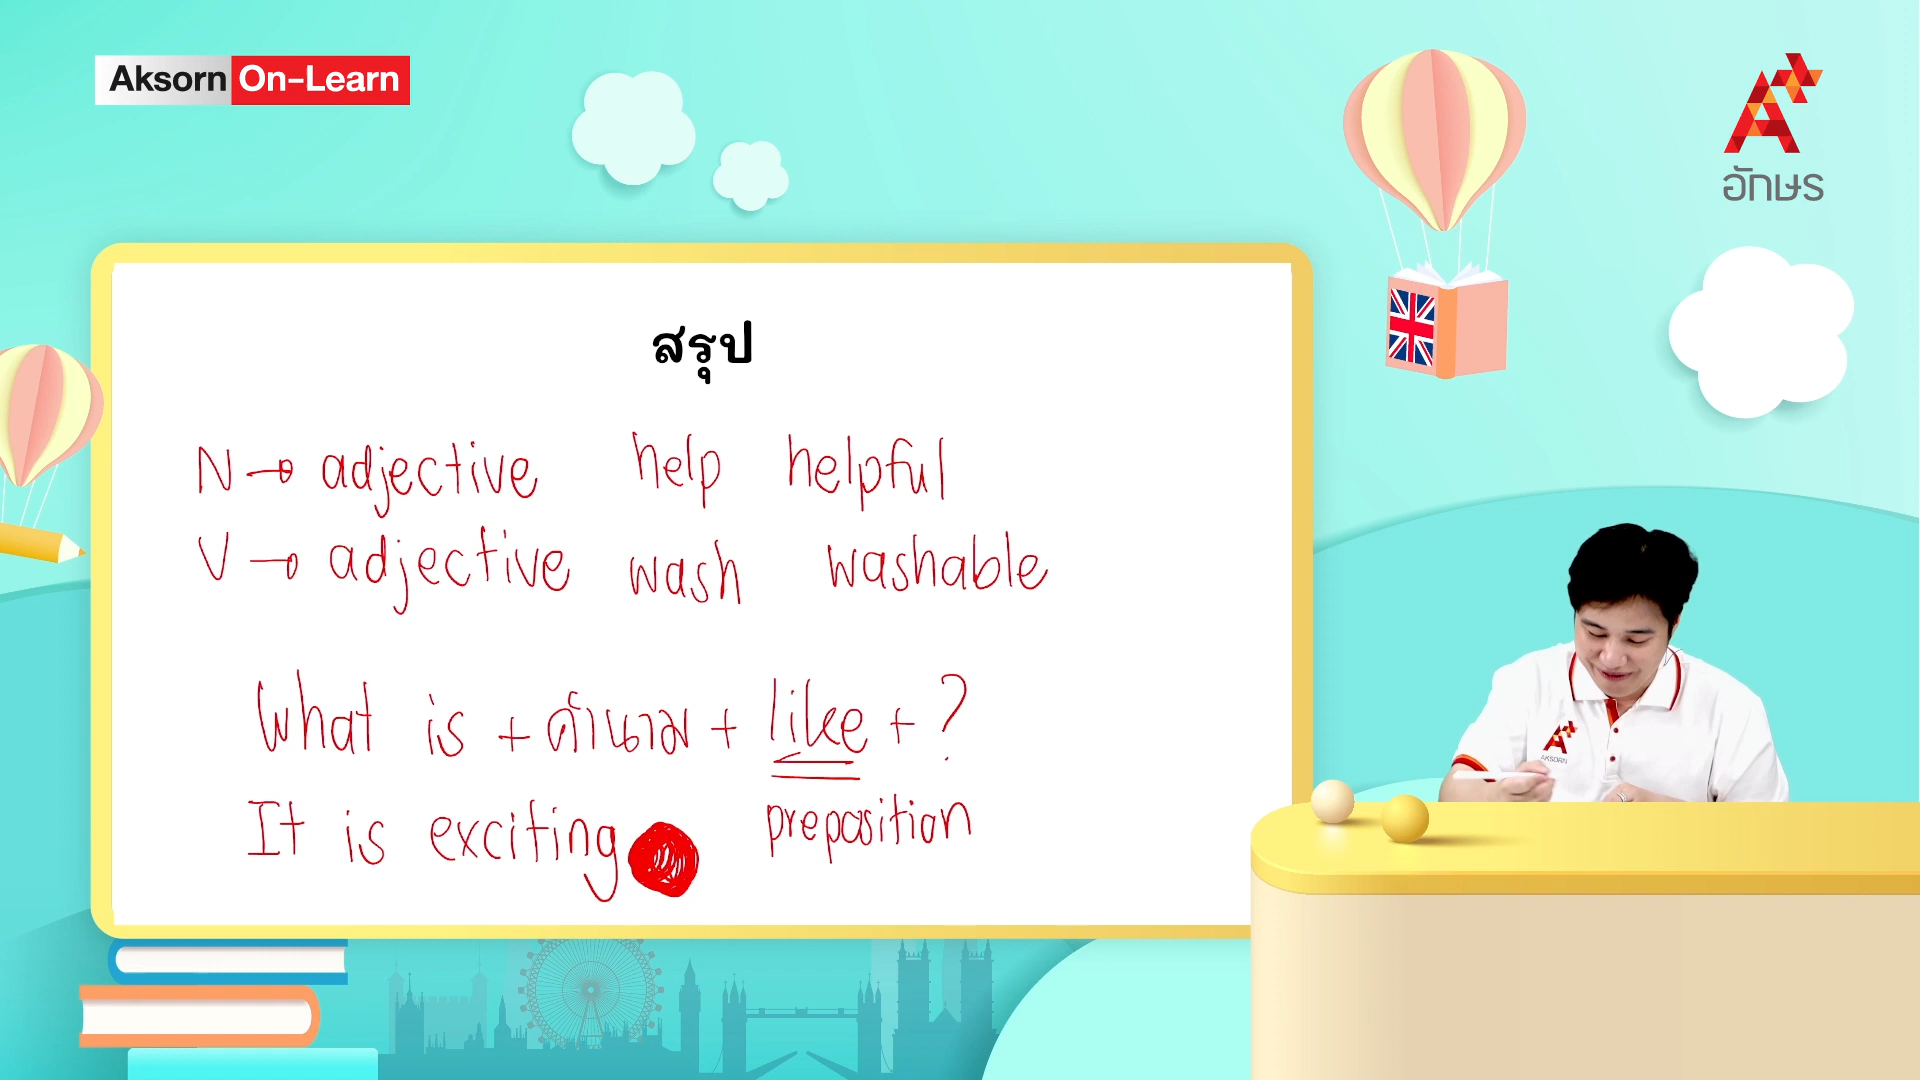 Aksorn On-Learn
อักษร
สรุป
N → adjective help helpful
V → adjective wash washable
What is + คำนาม + like + ?
It is exciting preposition
AKSORN